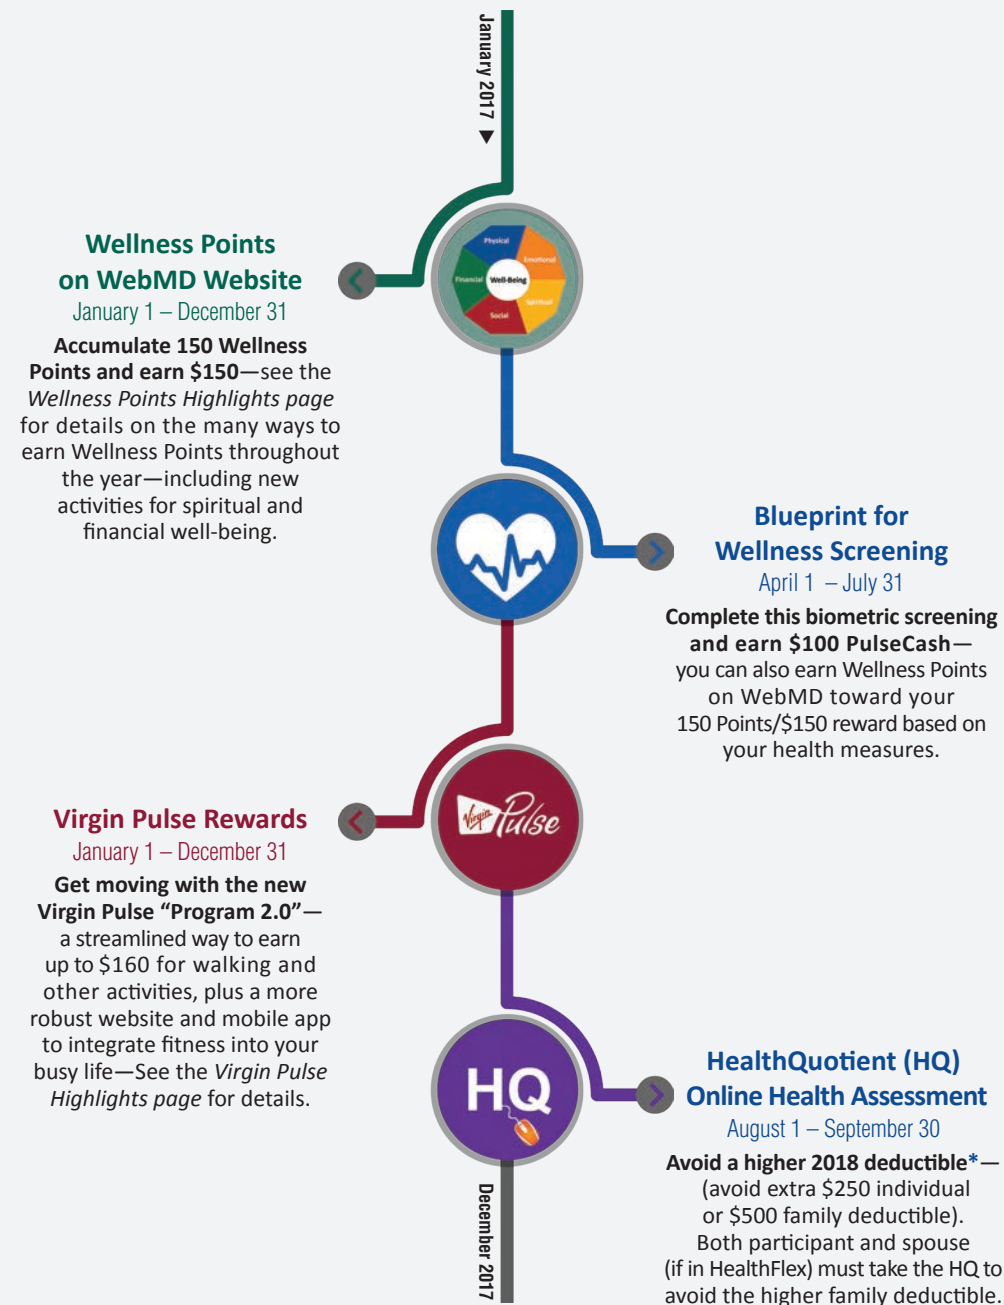 January 2017 ▼
Physical
Emotional
Financial
Well-Being
Spiritual
Social
Wellness Points
on WebMD Website
January 1 – December 31
Accumulate 150 Wellness
Points and earn $150—see the
Wellness Points Highlights page
for details on the many ways to
earn Wellness Points throughout
the year—including new
activities for spiritual and
financial well-being.
Blueprint for
Wellness Screening
April 1 – July 31
Complete this biometric screening
and earn $100 PulseCash—
you can also earn Wellness Points
on WebMD toward your
150 Points/$150 reward based on
your health measures.
Virgin Pulse
Virgin Pulse Rewards
January 1 – December 31
Get moving with the new
Virgin Pulse “Program 2.0”—
a streamlined way to earn
up to $160 for walking and
other activities, plus a more
robust website and mobile app
to integrate fitness into your
busy life—See the Virgin Pulse
Highlights page for details.
HQ
HealthQuotient (HQ)
Online Health Assessment
August 1 – September 30
Avoid a higher 2018 deductible*—
(avoid extra $250 individual
or $500 family deductible).
Both participant and spouse
(if in HealthFlex) must take the HQ to
avoid the higher family deductible.
December 2017